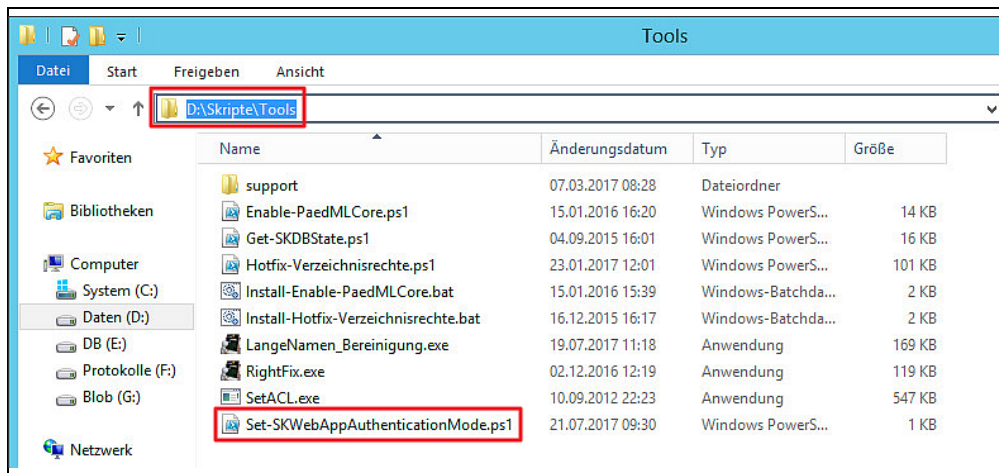 Tools
Datei Start Freigeben Ansicht
D:\Skripte\Tools
Name Änderungsdatum Typ Größe
Favoriten
Bibliotheken
Computer
System (C:)
Daten (D:)
DB (E:)
Protokolle (F:)
Blob (G:)
Netzwerk
support 07.03.2017 08:28 Dateiordner
Enable-PaedMLCore.ps1 15.01.2016 16:20 Windows PowerS... 14 KB
Get-SKDBState.ps1 04.09.2015 16:01 Windows PowerS... 16 KB
Hotfix-Verzeichnisrechte.ps1 23.01.2017 12:01 Windows PowerS... 101 KB
Install-Enable-PaedMLCore.bat 15.01.2016 15:39 Windows-Batchda... 2 KB
Install-Hotfix-Verzeichnisrechte.bat 16.12.2015 16:17 Windows-Batchda... 2 KB
LangeNamen_Bereinigung.exe 19.07.2017 11:18 Anwendung 169 KB
RightFix.exe 02.12.2016 12:19 Anwendung 119 KB
SetACL.exe 10.09.2012 22:23 Anwendung 547 KB
Set-SKWebAppAuthenticationMode.ps1 21.07.2017 09:30 Windows PowerS... 1 KB